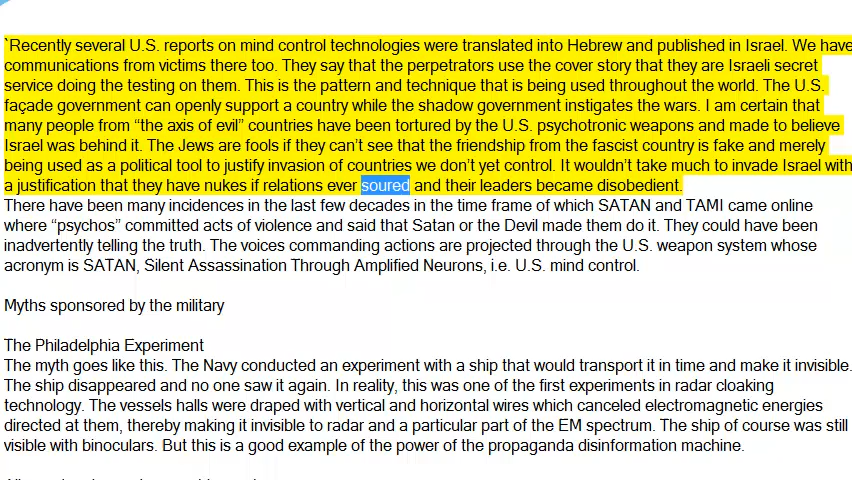 `Recently several U.S. reports on mind control technologies were translated into Hebrew and published in Israel. We have
communications from victims there too. They say that the perpetrators use the cover story that they are Israeli secret
service doing the testing on them. This is the pattern and technique that is being used throughout the world. The U.S.
façade government can openly support a country while the shadow government instigates the wars. I am certain that
many people from “the axis of evil” countries have been tortured by the U.S. psychotronic weapons and made to believe
Israel was behind it. The Jews are fools if they can’t see that the friendship from the fascist country is fake and merely
being used as a political tool to justify invasion of countries we don’t yet control. It wouldn’t take much to invade Israel with
a justification that they have nukes if relations ever soured and their leaders became disobedient.
There have been many incidences in the last few decades in the time frame of which SATAN and TAMI came online
where “psychos” committed acts of violence and said that Satan or the Devil made them do it. They could have been
inadvertently telling the truth. The voices commanding actions are projected through the U.S. weapon system whose
acronym is SATAN, Silent Assassination Through Amplified Neurons, i.e. U.S. mind control.
Myths sponsored by the military
The Philadelphia Experiment
The myth goes like this. The Navy conducted an experiment with a ship that would transport it in time and make it invisible.
The ship disappeared and no one saw it again. In reality, this was one of the first experiments in radar cloaking
technology. The vessels halls were draped with vertical and horizontal wires which canceled electromagnetic energies
directed at them, thereby making it invisible to radar and a particular part of the EM spectrum. The ship of course was still
visible with binoculars. But this is a good example of the power of the propaganda disinformation machine.